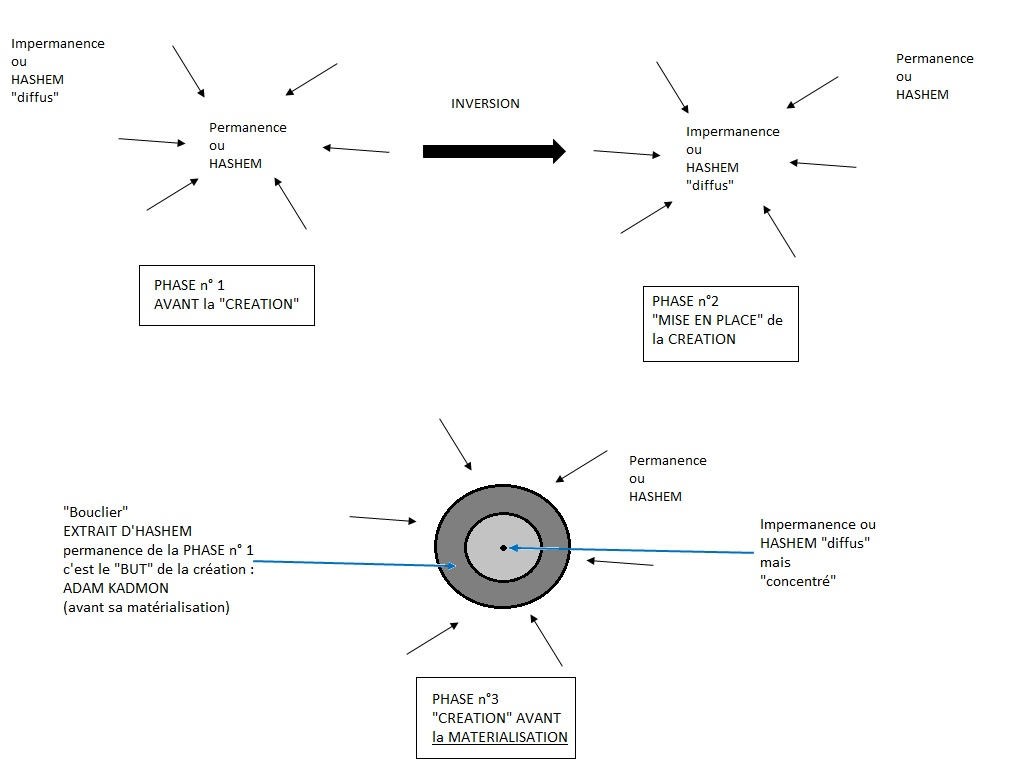 Impermanence
ou
HASHEM
"diffus"
Permanence
ou
HASHEM
INVERSION
Impermanence
ou
HASHEM
"diffus"
Permanence
ou
HASHEM
PHASE n° 1
AVANT la "CREATION"
PHASE n°2
"MISE EN PLACE" de
la CREATION
"Bouclier"
EXTRAIT D'HASHEM
permanence de la PHASE n° 1
c'est le "BUT" de la création :
ADAM KADMON
(avant sa matérialisation)
Permanence
ou
HASHEM
Impermanence ou
HASHEM "diffus"
mais
"concentré"
PHASE n°3
"CREATION" AVANT
la MATERIALISATION